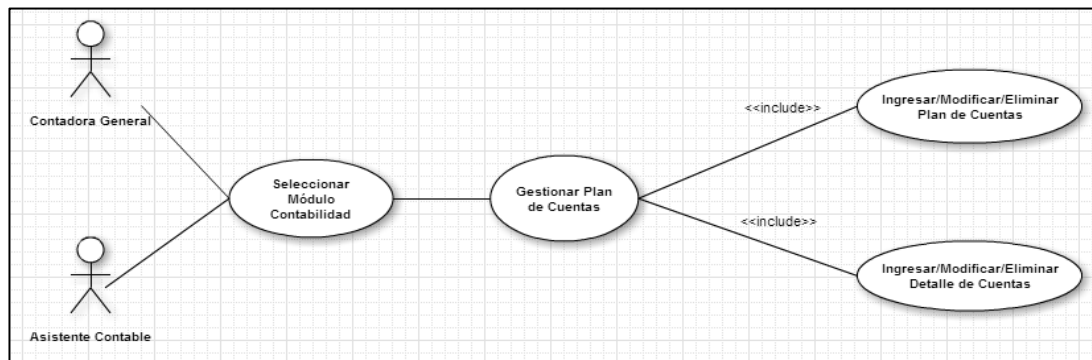 Contadora General
Seleccionar
Módulo
Contabilidad
Gestionar Plan
de Cuentas
<<include>>
Ingresar/Modificar/Eliminar
Plan de Cuentas
<<include>>
Ingresar/Modificar/Eliminar
Detalle de Cuentas
Asistente Contable